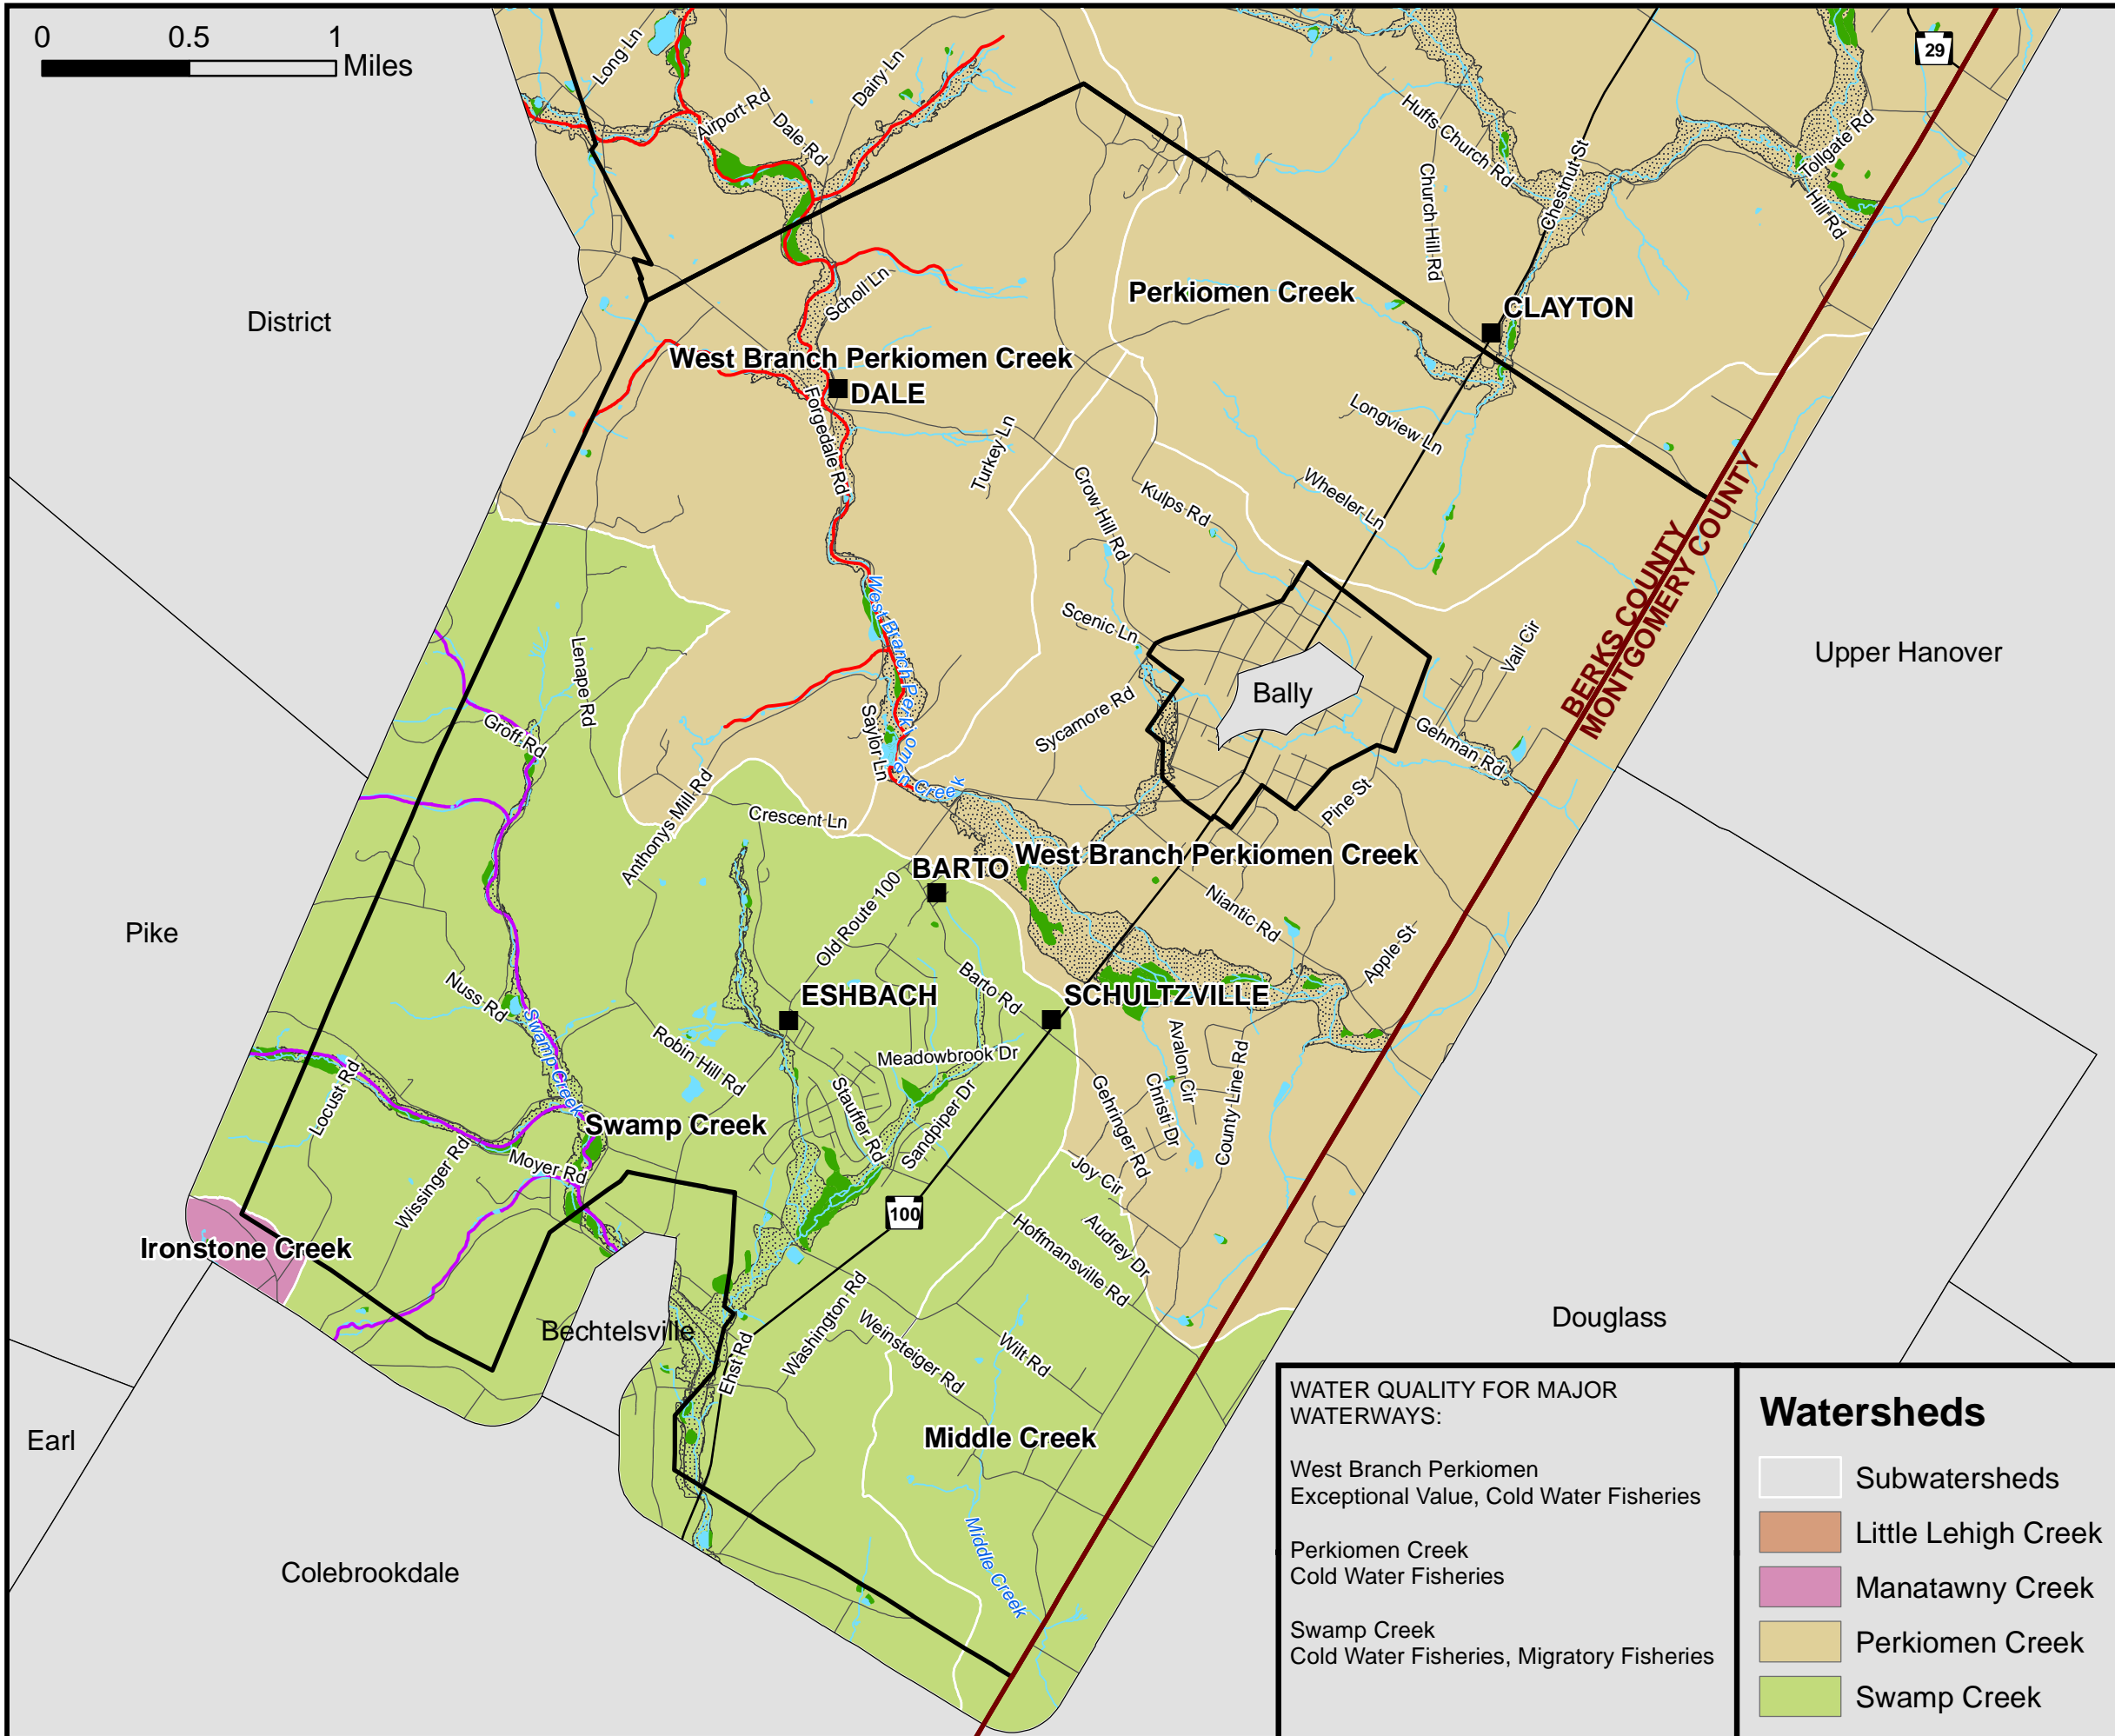 0 0.5 1
Miles
29
Long Ln
Dairy Ln
Airport Rd
Dale Rd
Huffs Church Rd
Chestnut St
Tollgate Rd
Hill Rd
Church Hill Rd
District
Scholl Ln
Perkiomen Creek
CLAYTON
West Branch Perkiomen Creek
DALE
Forgedale Rd
Turkey Ln
Longview Ln
Crow Hill Rd
Kulps Rd
Wheeler Ln
BERKS COUNTY
MONTGOMERY COUNTY
West Branch Perkiomen Creek
Scenic Ln
Vail Cir
Upper Hanover
Lenape Rd
Bally
Groff Rd
Saylor Ln
Sycamore Rd
Gehman Rd
Anthonys Mill Rd
Crescent Ln
Pine St
BARTO
West Branch Perkiomen Creek
Old Route 100
Niantic Rd
Pike
Apple St
Nuss Rd
Barto Rd
ESHBACH
SCHULTZVILLE
Swamp Creek
Robin Hill Rd
Meadowbrook Dr
Avalon Cir
Christi Dr
County Line Rd
Locust Rd
Stauffer Rd
Sandpiper Dr
Gehringer Rd
Swamp Creek
Wissinger Rd
Moyer Rd
Joy Cir
100
Audrey Dr
Hoffmansville Rd
Ironstone Creek
Bechtelsville
Ehst Rd
Washington Rd
Weinsteiger Rd
Wilt Rd
Douglass
Earl
Middle Creek
Middle Creek
Colebrookdale
WATER QUALITY FOR MAJOR
WATERWAYS:
West Branch Perkiomen
Exceptional Value, Cold Water Fisheries
Perkiomen Creek
Cold Water Fisheries
Swamp Creek
Cold Water Fisheries, Migratory Fisheries
Watersheds
Subwatersheds
Little Lehigh Creek
Manatawny Creek
Perkiomen Creek
Swamp Creek